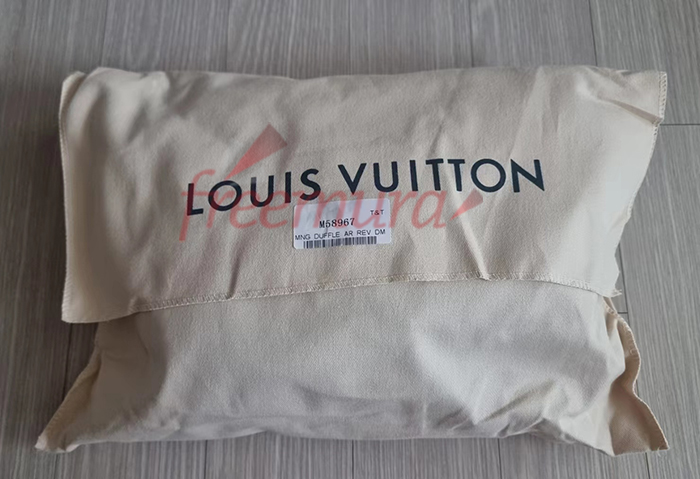 LOUIS VUITTON
freemura
T&T
M58967
MNG DUFFLE AR REV DM